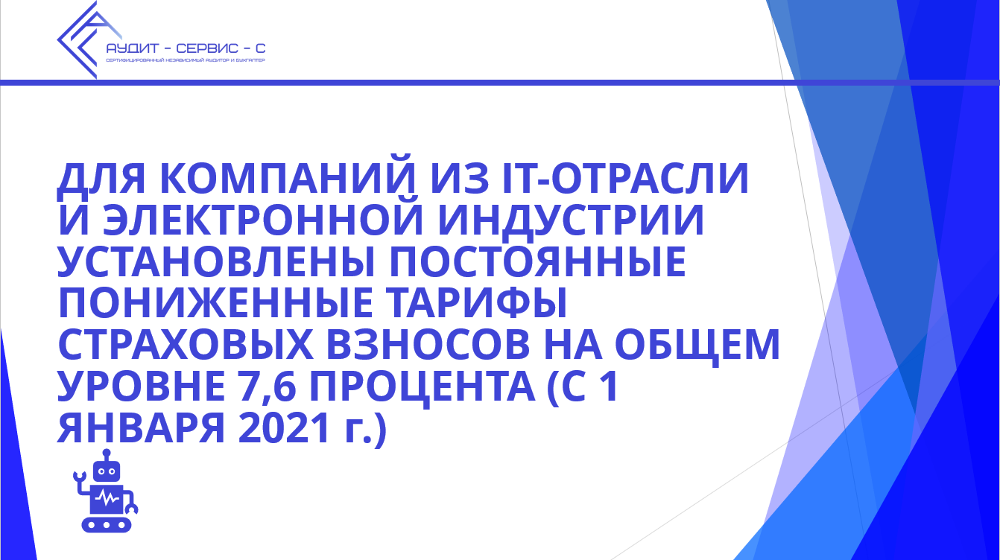 АУДИТ - СЕРВИС - С
СЕРТИФИЦИРОВАННЫЙ НЕЗАВИСИМЫЙ АУДИТОР И БУХГАЛТЕР
ДЛЯ КОМПАНИЙ ИЗ IT-ОТРАСЛИ
И ЭЛЕКТРОННОЙ ИНДУСТРИИ
УСТАНОВЛЕНЫ ПОСТОЯННЫЕ
ПОНИЖЕННЫЕ ТАРИФЫ
СТРАХОВЫХ ВЗНОСОВ НА ОБЩЕМ
УРОВНЕ 7,6 ПРОЦЕНТА (С 1
ЯНВАРЯ 2021 г.)